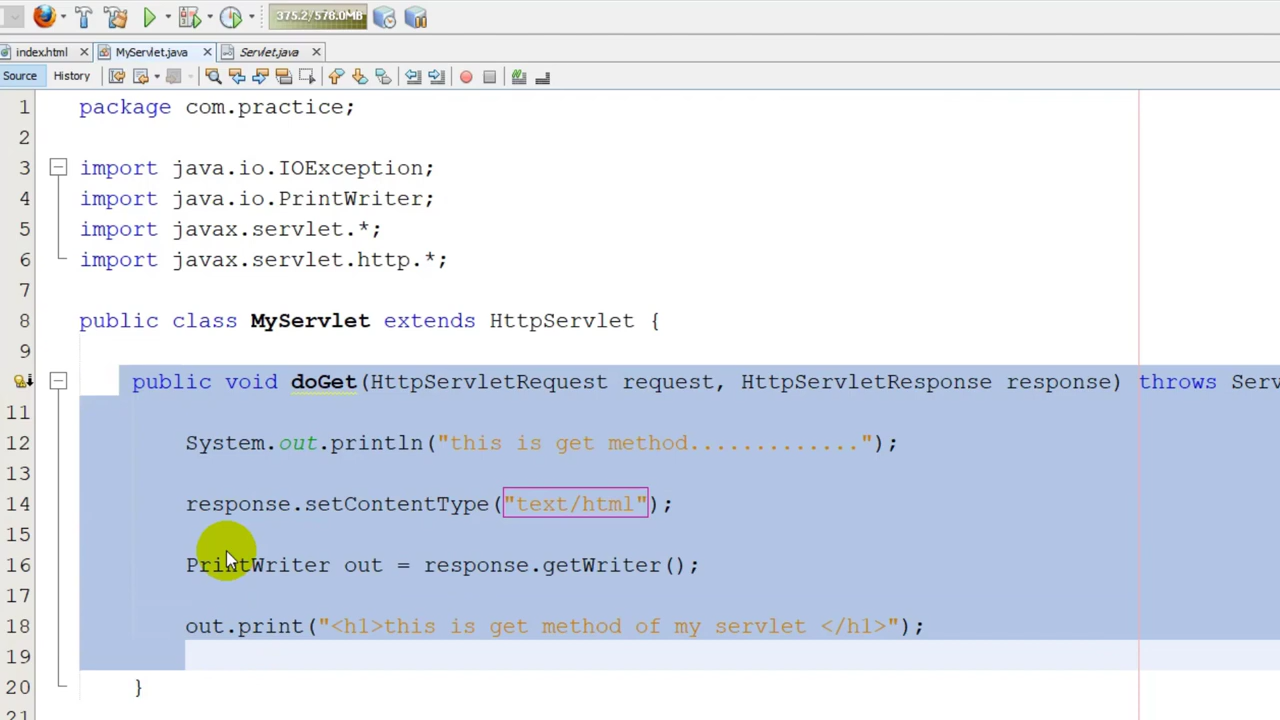 375.2/578.0MB
index.html MyServlet.java Servlet.java
Source History
1 package com.practice;
2
3 import java.io.IOException;
4 import java.io.PrintWriter;
5 import javax.servlet.*;
6 import javax.servlet.http.*;
7
8 public class MyServlet extends HttpServlet {
9
public void doGet(HttpServletRequest request, HttpServletResponse response) throws Serv
11
12 System.out.println("this is get method.............");
13
14 response.setContentType("text/html");
15
16 PrintWriter out = response.getWriter();
17
18 out.print("<h1>this is get method of my servlet </h1>");
19
20 }
21